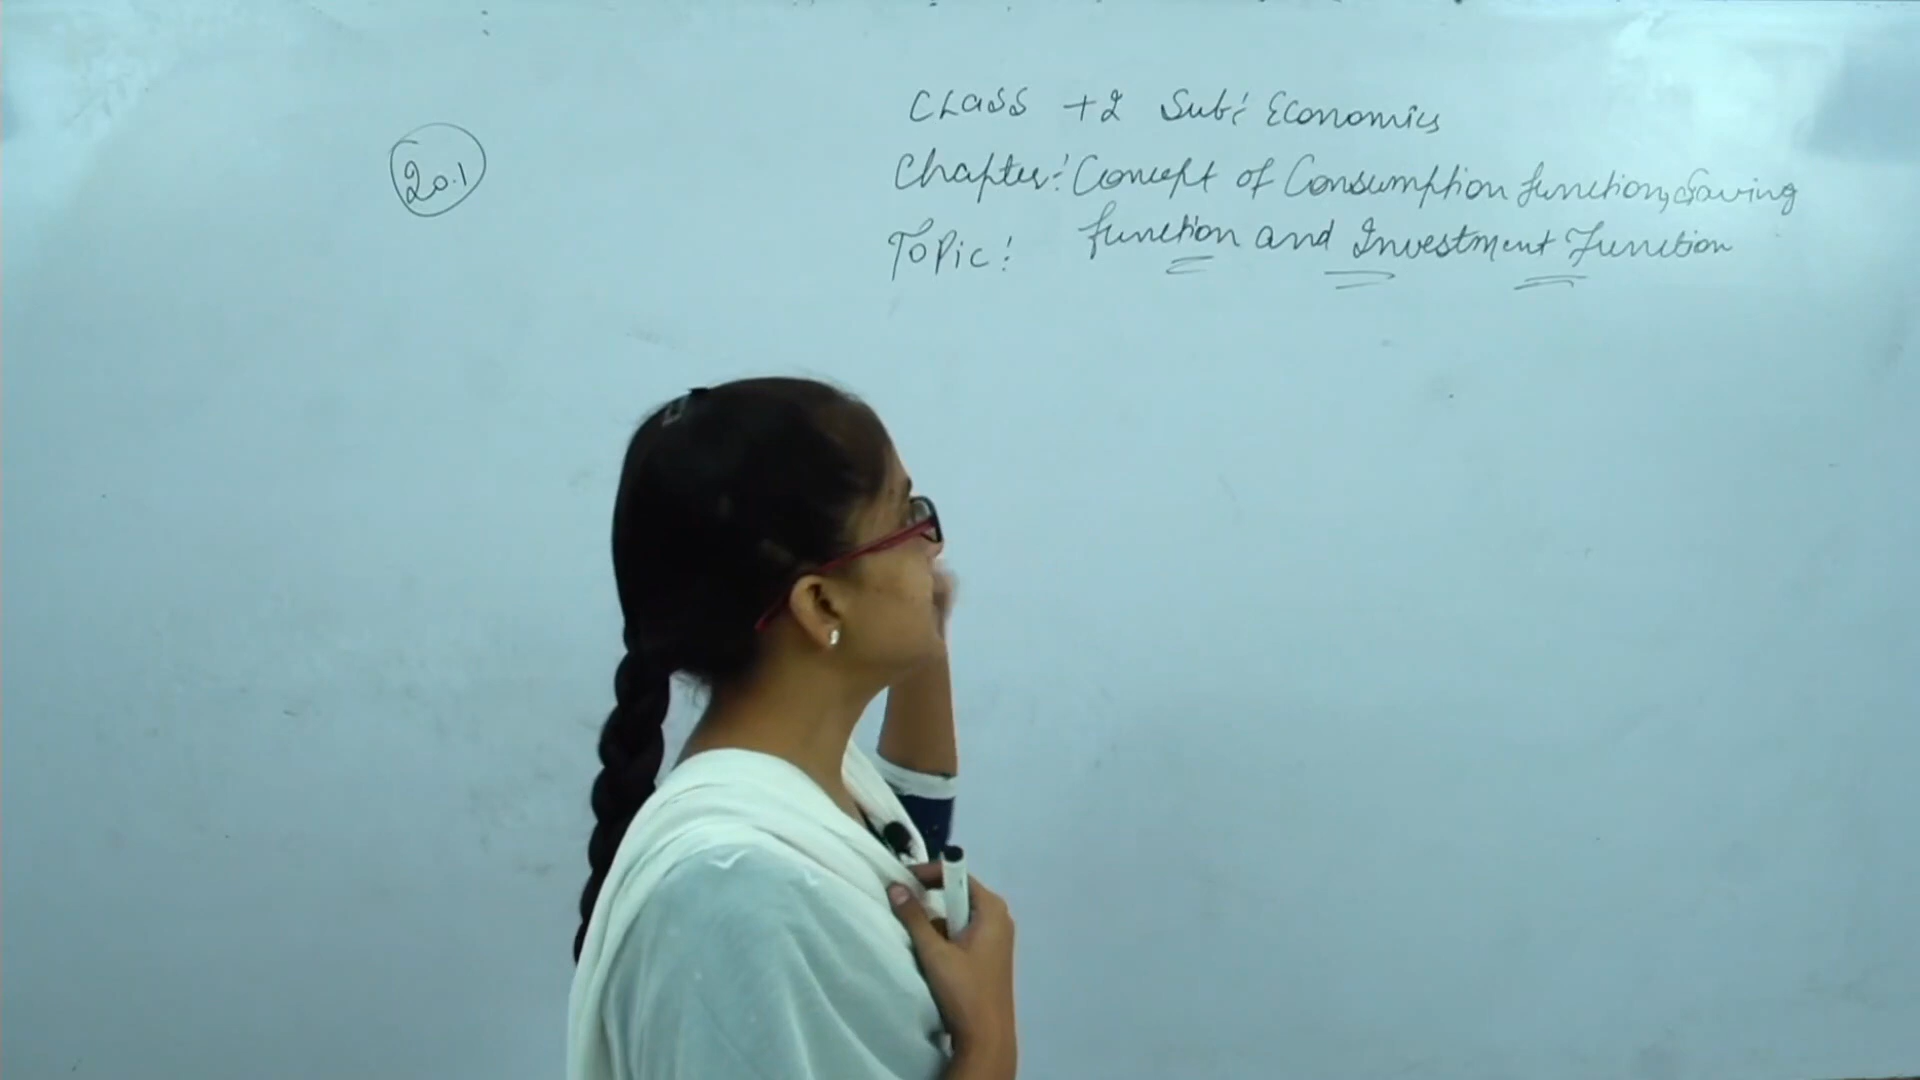 20.1
Class +2 Sub: Economics
Chapter: Concept of Consumption function, Saving
function and Investment Function
Topic: